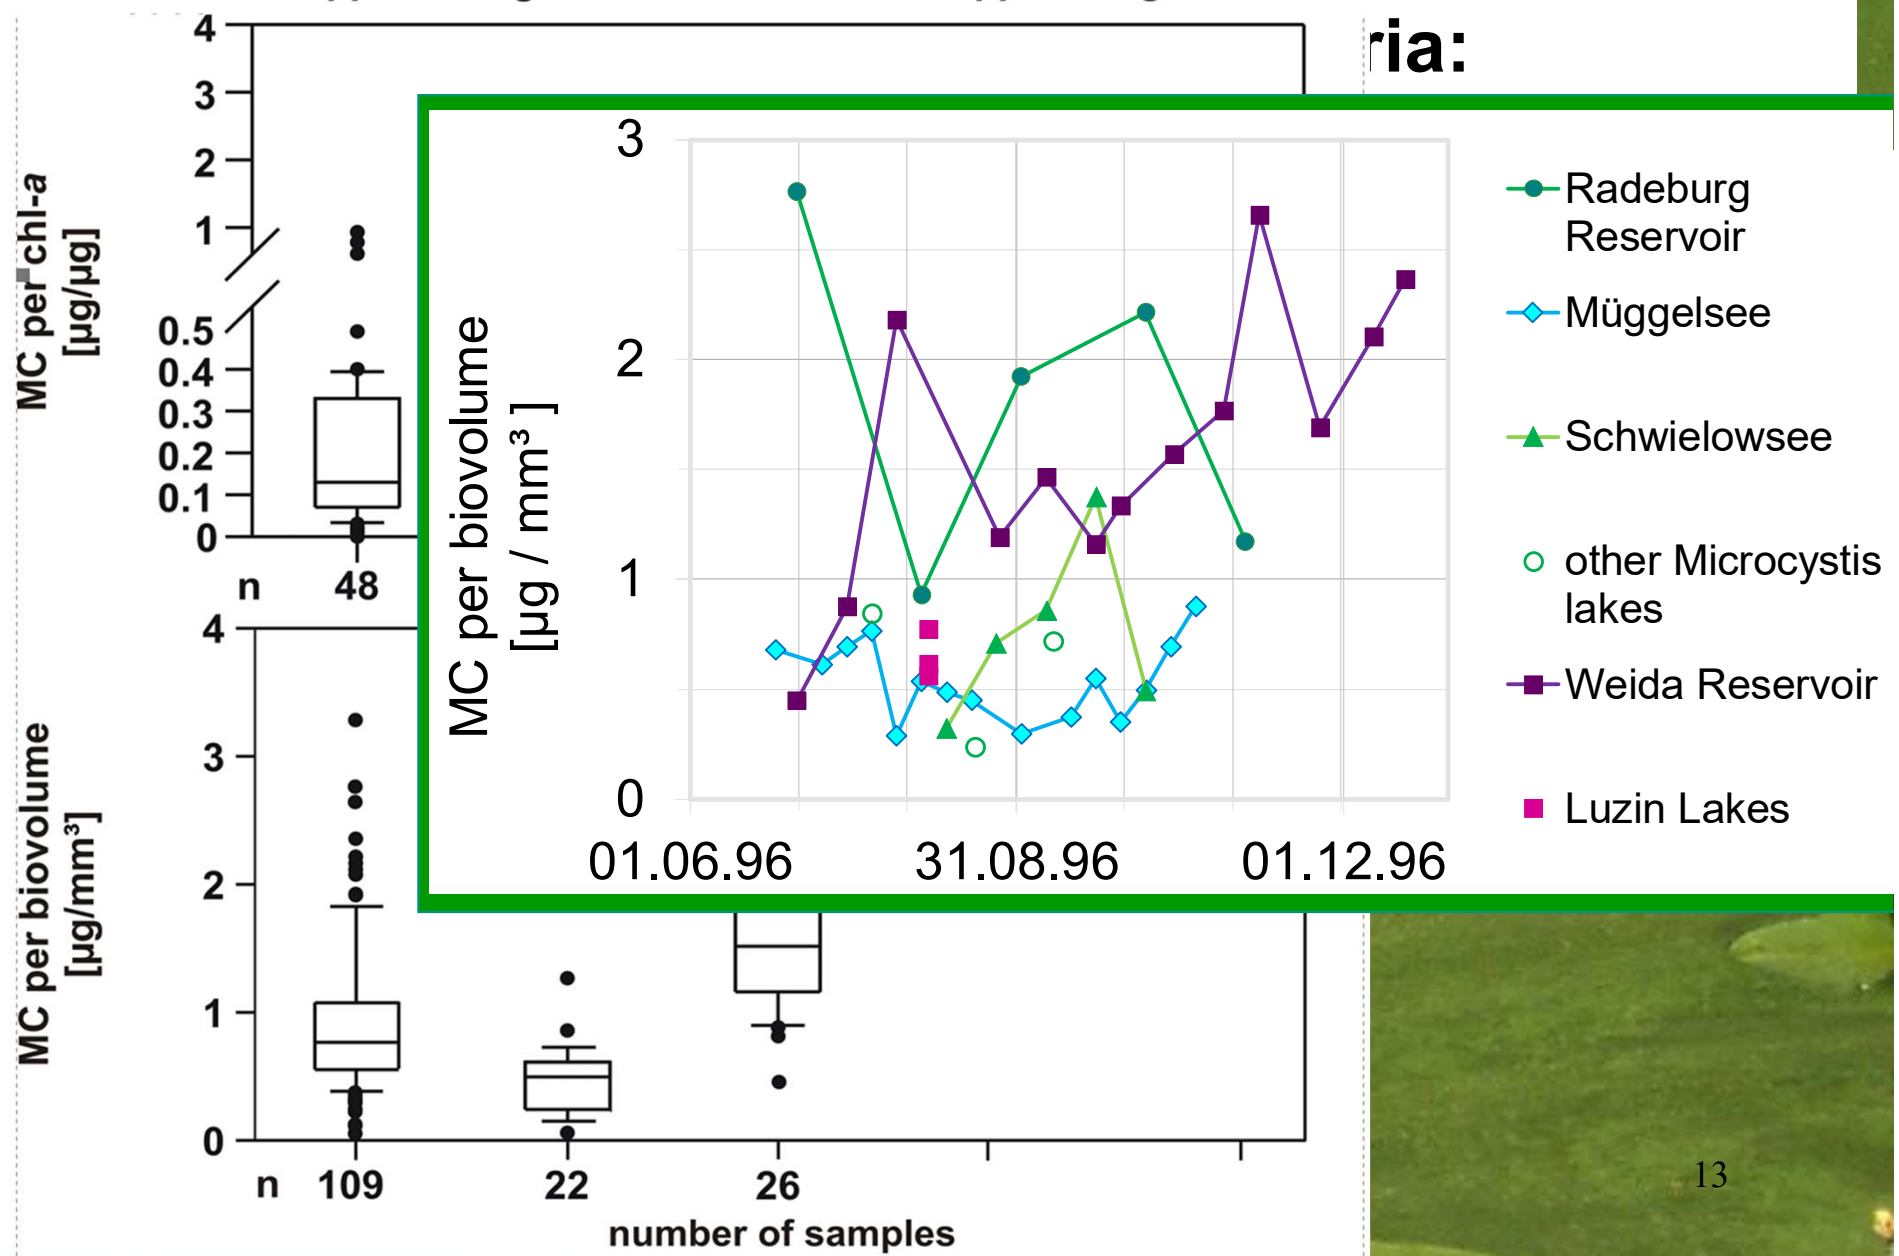 ria:
4
3
2
1
0.5
0.4
0.3
0.2
0.1
0
MC per chl-a
[µg/µg]
n 48
4
3
2
1
0
MC per biovolume
[µg/mm³]
n 109 22 26
number of samples
3
2
1
0
MC per biovolume
[µg / mm³ ]
01.06.96 31.08.96 01.12.96
Radeburg
Reservoir
Müggelsee
Schwielowsee
other Microcystis
lakes
Weida Reservoir
Luzin Lakes
13